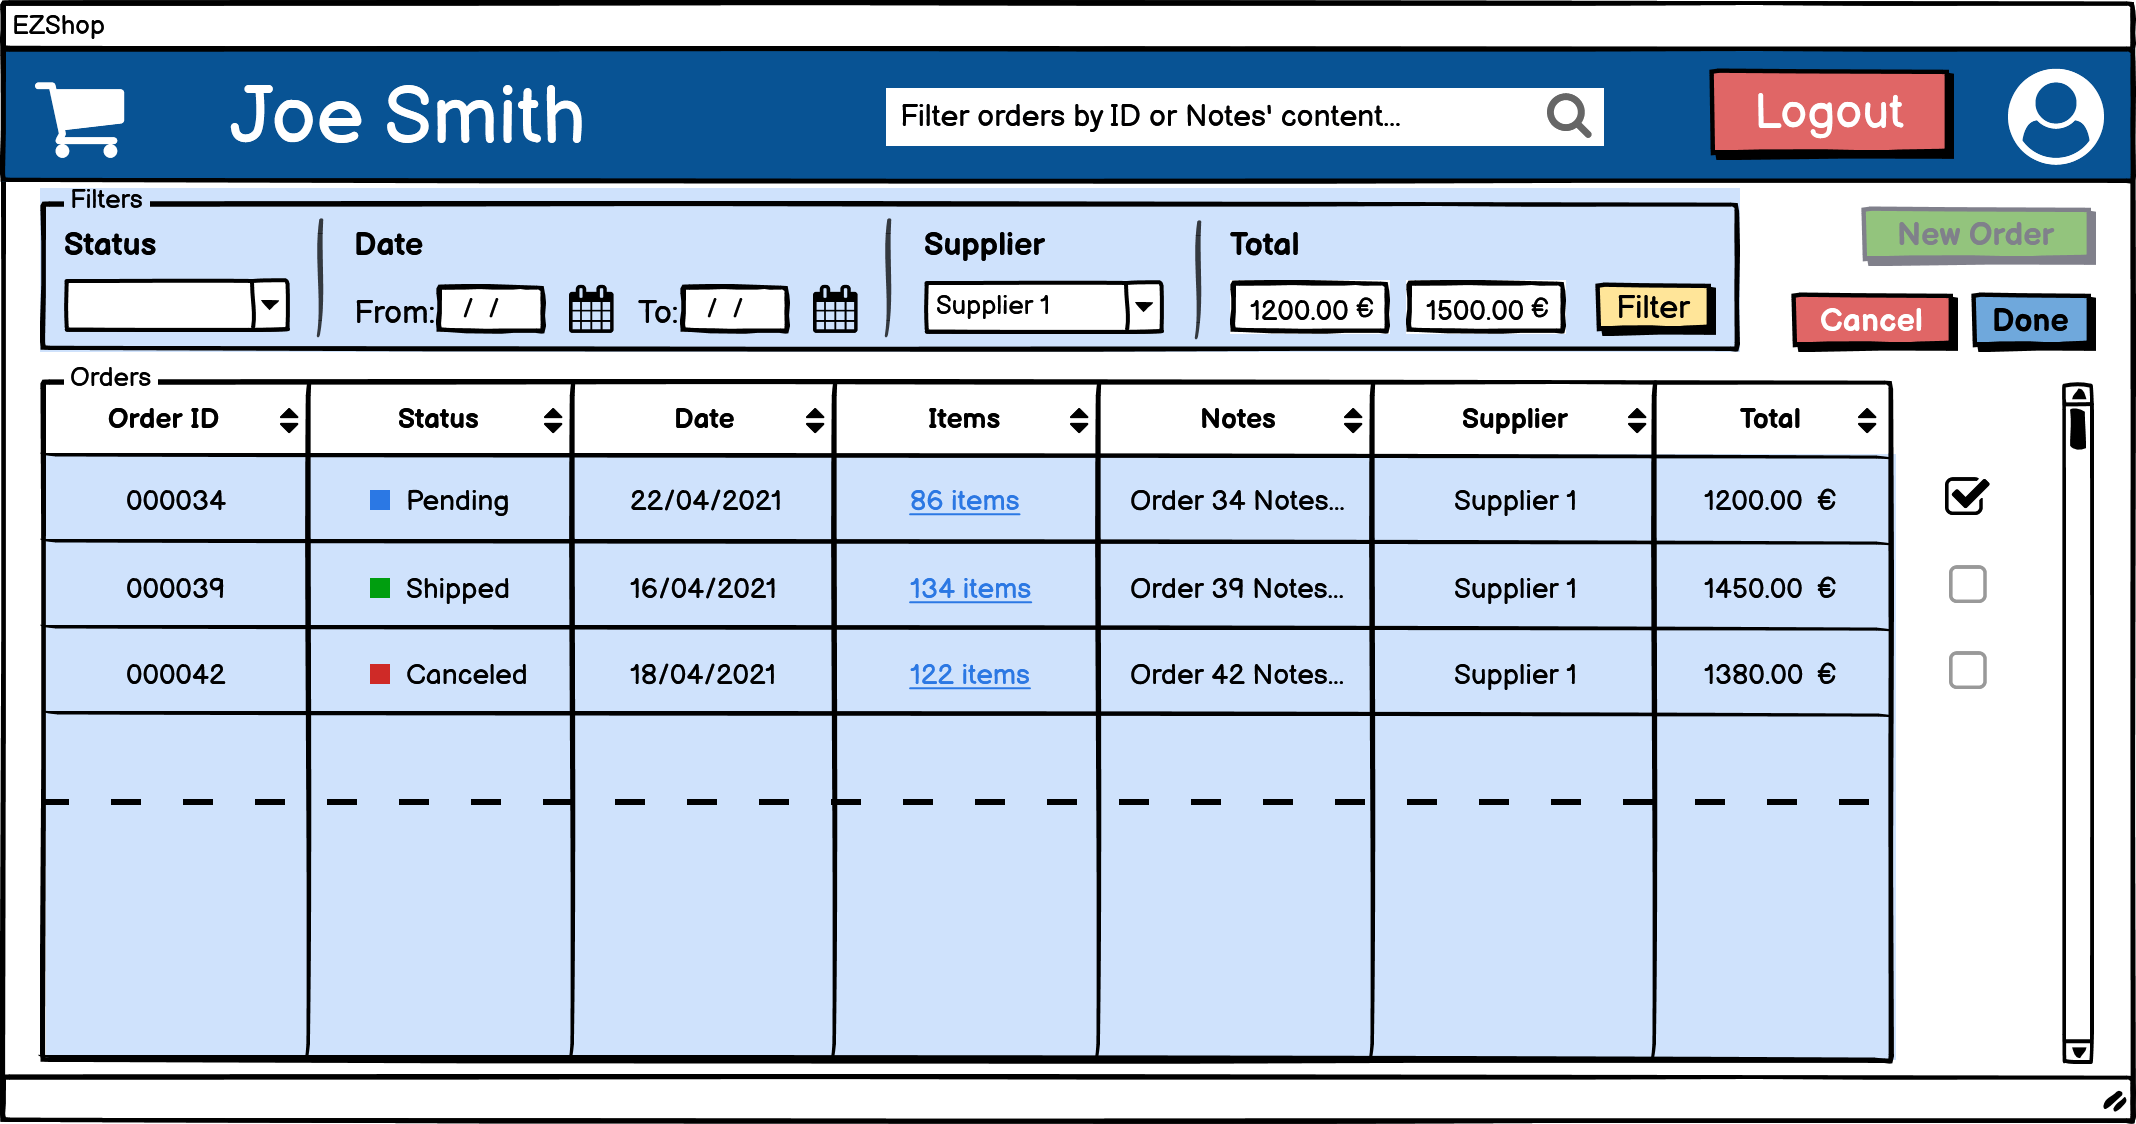 EZShop
Joe Smith
Filter orders by ID or Notes' content...
Logout
Filters
Status Date Supplier Total
New Order
From: / / To: / / Supplier 1 1200.00 € 1500.00 € Filter
Cancel Done
Orders
Order ID Status Date Items Notes Supplier Total
000034 Pending 22/04/2021 86 items Order 34 Notes... Supplier 1 1200.00 €
000039 Shipped 16/04/2021 134 items Order 39 Notes... Supplier 1 1450.00 €
000042 Canceled 18/04/2021 122 items Order 42 Notes... Supplier 1 1380.00 €